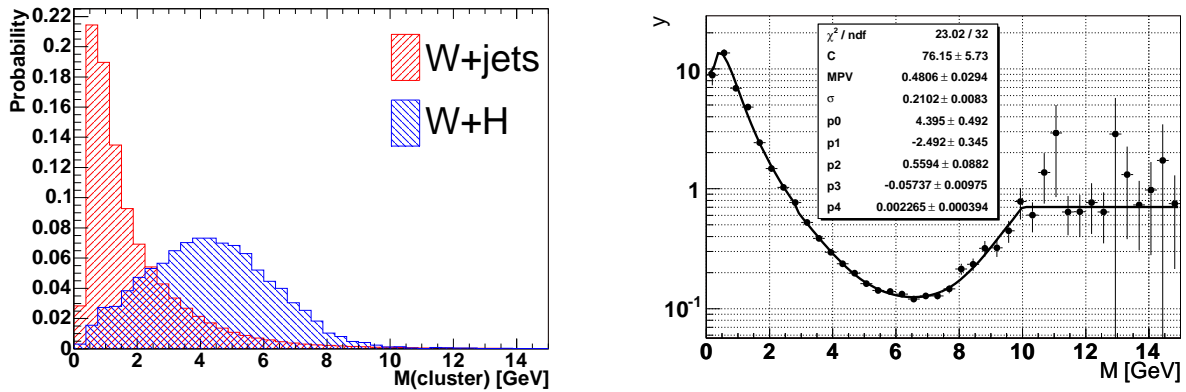 Probability
0.22
0.2
0.18
0.16
0.14
0.12
0.1
0.08
0.06
0.04
0.02
0
W+jets
W+H
0 2 4 6 8 10 12 14
M(cluster) [GeV]
y
10
1
10⁻¹
χ² / ndf 23.02 / 32
C 76.15 ± 5.73
MPV 0.4806 ± 0.0294
σ 0.2102 ± 0.0083
p0 4.395 ± 0.492
p1 -2.492 ± 0.345
p2 0.5594 ± 0.0882
p3 -0.05737 ± 0.00975
p4 0.002265 ± 0.000394
0 2 4 6 8 10 12 14
M [GeV]